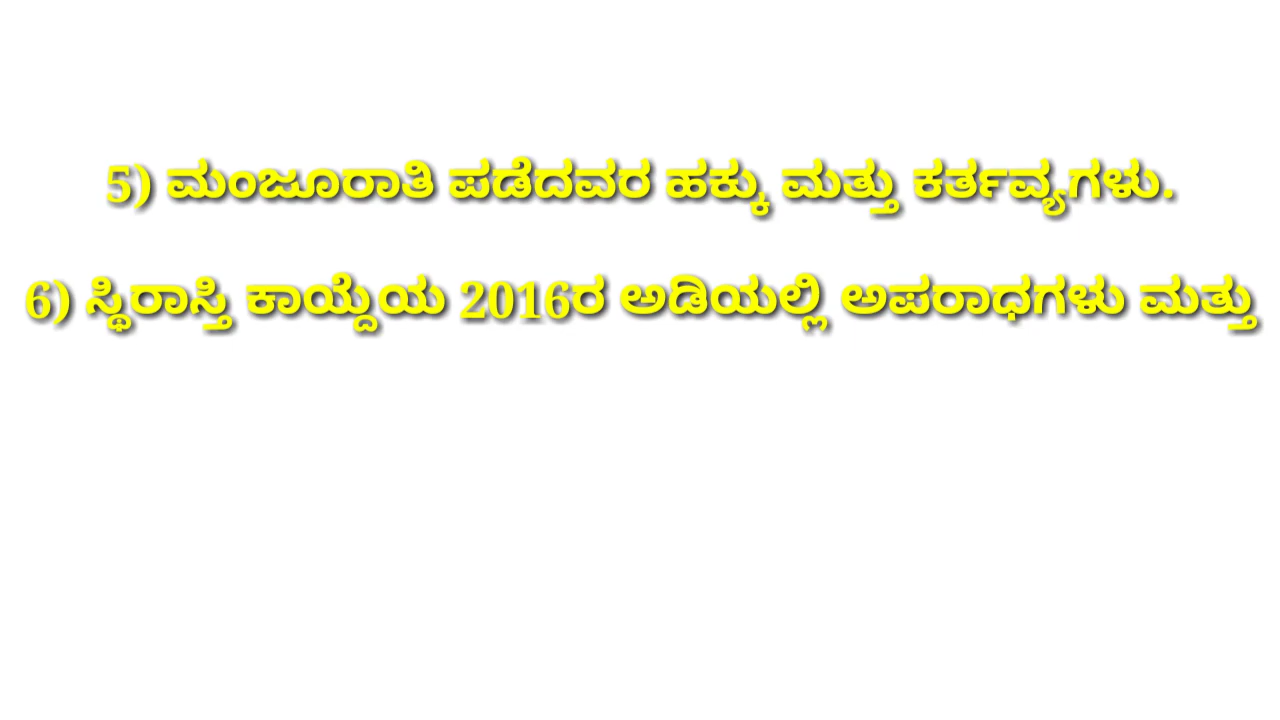 5) ಮಂಜೂರಾತಿ ಪಡೆದವರ ಹಕ್ಕು ಮತ್ತು ಕರ್ತವ್ಯಗಳು.
6) ಸ್ಥಿರಾಸ್ತಿ ಕಾಯ್ದೆಯ 2016ರ ಅಡಿಯಲ್ಲಿ ಅಪರಾಧಗಳು ಮತ್ತು